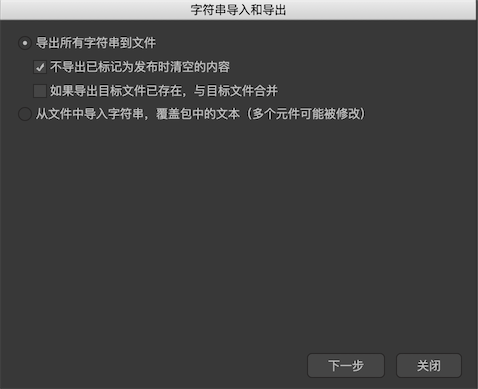 字符串导入和导出
导出所有字符串到文件
不导出已标记为发布时清空的内容
如果导出目标文件已存在，与目标文件合并
从文件中导入字符串，覆盖包中的文本（多个元件可能被修改）
下一步
关闭